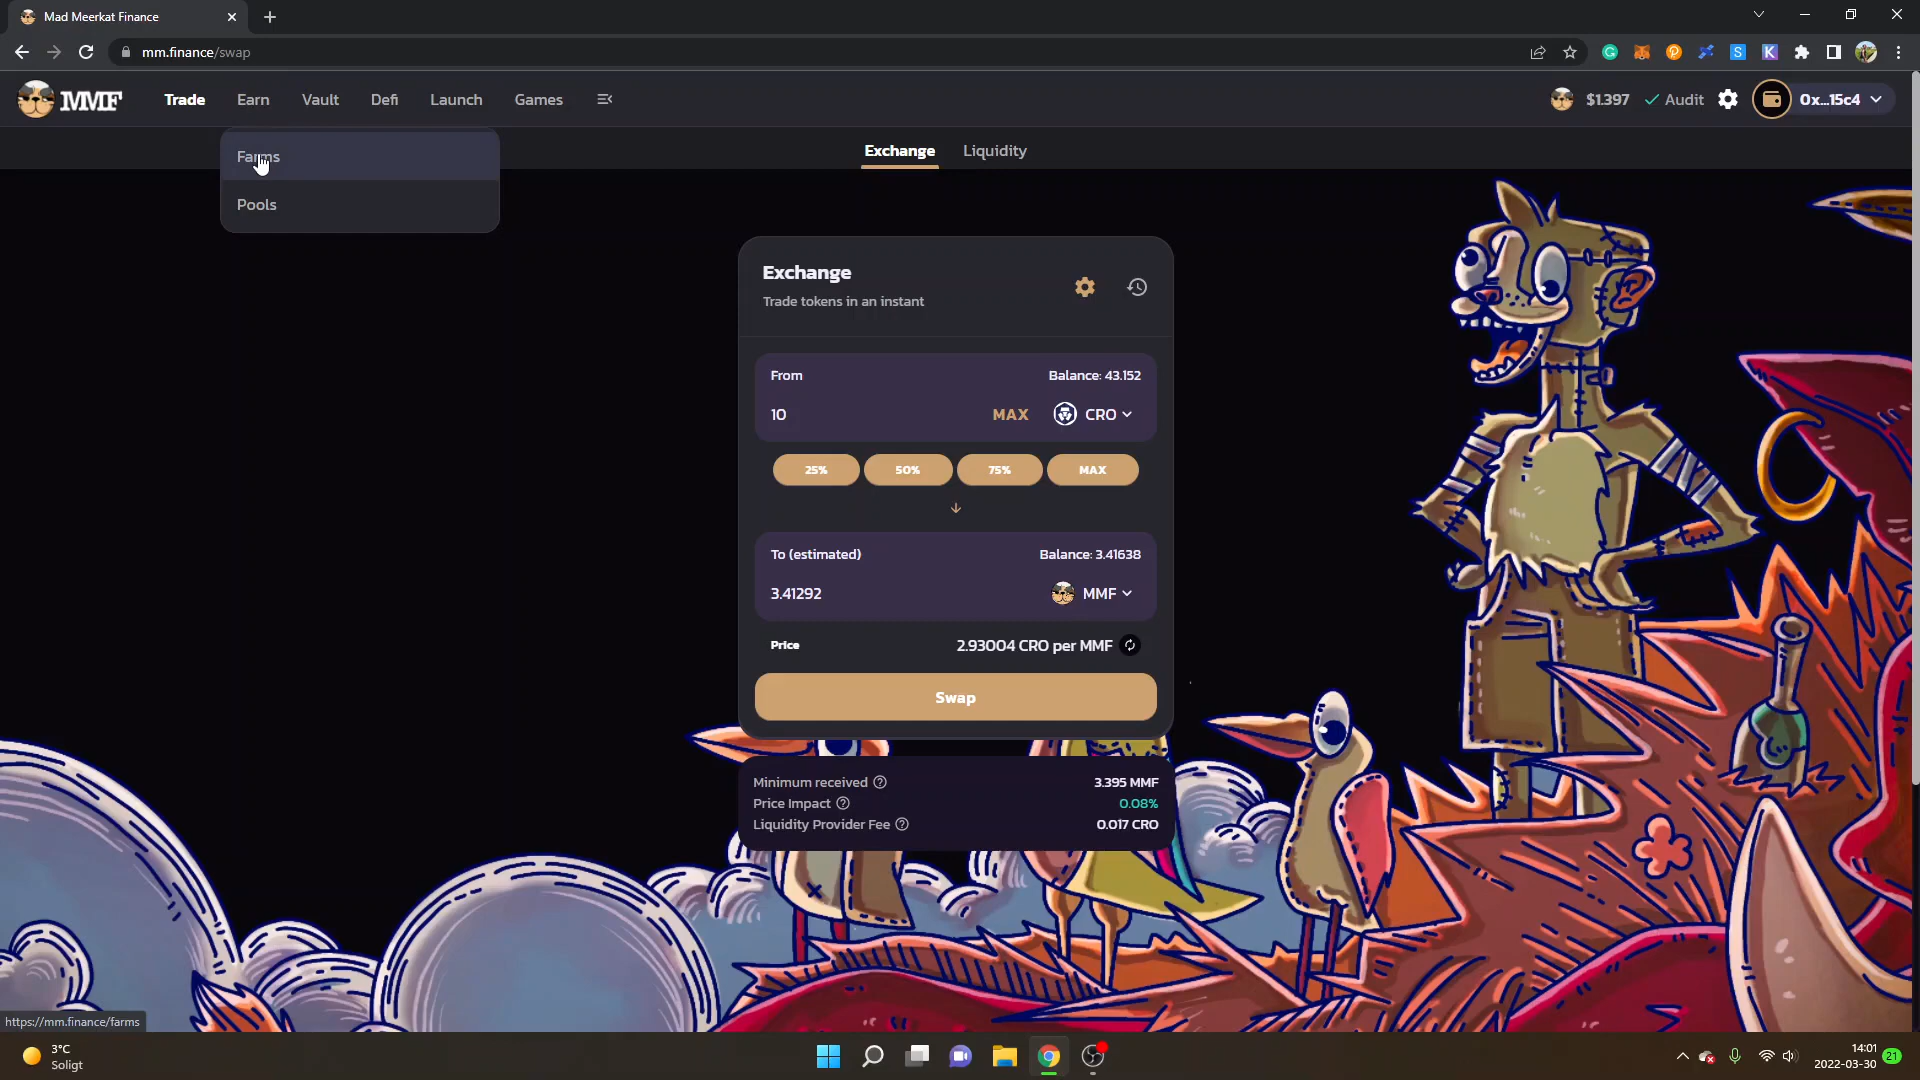 Mad Meerkat Finance
mm.finance/swap
MMF
Trade
Earn
Vault
Defi
Launch
Games
$1.397
Audit
0x...15c4
Farms
Pools
Exchange
Liquidity
Exchange
Trade tokens in an instant
From
Balance: 43.152
10
MAX
CRO
25%
50%
75%
MAX
To (estimated)
Balance: 3.41638
3.41292
MMF
Price
2.93004 CRO per MMF
Swap
Minimum received
3.395 MMF
Price Impact
0.08%
Liquidity Provider Fee
0.017 CRO
https://mm.finance/farms
3°C
Soligt
14:01
2022-03-30
21